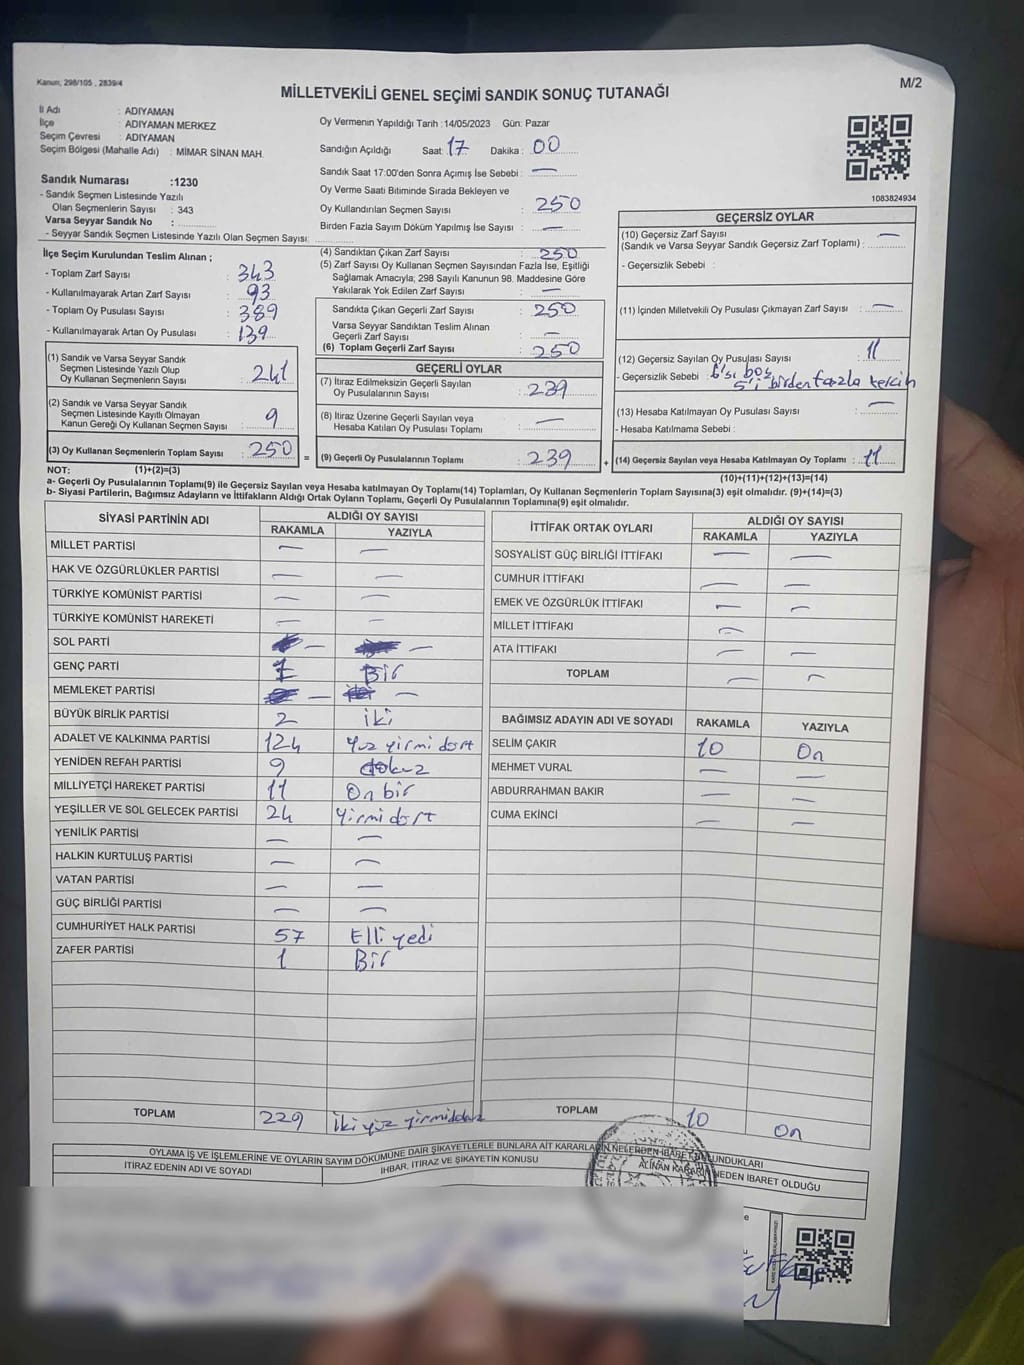 Kanun; 298/105 , 2839/4
M/2
MİLLETVEKİLİ GENEL SEÇİMİ SANDIK SONUÇ TUTANAĞI
İl Adı : ADIYAMAN
İlçe : ADIYAMAN MERKEZ
Seçim Çevresi : ADIYAMAN
Seçim Bölgesi (Mahalle Adı) : MİMAR SİNAN MAH.
Sandık Numarası :1230
- Sandık Seçmen Listesinde Yazılı
Olan Seçmenlerin Sayısı : 343
Varsa Seyyar Sandık No :
- Seyyar Sandık Seçmen Listesinde Yazılı Olan Seçmen Sayısı:
Oy Vermenin Yapıldığı Tarih :14/05/2023 Gün: Pazar
Sandığın Açıldığı Saat: 17 Dakika : 00
Sandık Saat 17:00'den Sonra Açımış İse Sebebi : —
Oy Verme Saati Bitiminde Sırada Bekleyen ve
Oy Kullandırılan Seçmen Sayısı : 250
Birden Fazla Sayım Döküm Yapılmış İse Sayısı : —
1083824934
İlçe Seçim Kurulundan Teslim Alınan ;
- Toplam Zarf Sayısı : 343
- Kullanılmayarak Artan Zarf Sayısı : 93
- Toplam Oy Pusulası Sayısı : 389
- Kullanılmayarak Artan Oy Pusulası : 139
(1) Sandık ve Varsa Seyyar Sandık
Seçmen Listesinde Yazılı Olup
Oy Kullanan Seçmenlerin Sayısı : 241
(2) Sandık ve Varsa Seyyar Sandık
Seçmen Listesinde Kayıtlı Olmayan
Kanun Gereği Oy Kullanan Seçmen Sayısı : 9
(3) Oy Kullanan Seçmenlerin Toplam Sayısı : 250 =
(4) Sandıktan Çıkan Zarf Sayısı : 250
(5) Zarf Sayısı Oy Kullanan Seçmen Sayısından Fazla İse, Eşitliği
Sağlamak Amacıyla; 298 Sayılı Kanunun 98. Maddesine Göre
Yakılarak Yok Edilen Zarf Sayısı : —
Sandıkta Çıkan Geçerli Zarf Sayısı : 250
Varsa Seyyar Sandıktan Teslim Alınan
Geçerli Zarf Sayısı : —
(6) Toplam Geçerli Zarf Sayısı : 250
GEÇERLİ OYLAR
(7) İtiraz Edilmeksizin Geçerli Sayılan
Oy Pusulasının Sayısı : 239
(8) İtiraz Üzerine Geçerli Sayılan veya
Hesaba Katılan Oy Pusulası Toplamı : —
(9) Geçerli Oy Pusulalarının Toplamı : 239 +
GEÇERSİZ OYLAR
(10) Geçersiz Zarf Sayısı —
(Sandık ve Varsa Seyyar Sandık Geçersiz Zarf Toplamı) :
- Geçersizlik Sebebi :
(11) İçinden Milletvekili Oy Pusulası Çıkmayan Zarf Sayısı : —
(12) Geçersiz Sayılan Oy Pusulası Sayısı : 11
- Geçersizlik Sebebi : 6'sı boş
5'i birden fazla tercih
(13) Hesaba Katılmayan Oy Pusulası Sayısı : —
- Hesaba Katılmama Sebebi :
(14) Geçersiz Sayılan veya Hesaba Katılmayan Oy Toplamı : 11
NOT: (1)+(2)=(3) (10)+(11)+(12)+(13)=(14)
a- Geçerli Oy Pusulalarının Toplamı(9) ile Geçersiz Sayılan veya Hesaba Katılmayan Oy Toplamı(14) Toplamları, Oy Kullanan Seçmenlerin Toplam Sayısına(3) eşit olmalıdır. (9)+(14)=(3)
b- Siyasi Partilerin, Bağımsız Adayların ve İttifakların Aldığı Ortak Oyların Toplamı, Geçerli Oy Pusulalarının Toplamına(9) eşit olmalıdır.
SİYASİ PARTİNİN ADI ALDIĞI OY SAYISI
RAKAMLA YAZIYLA
MİLLET PARTİSİ — —
HAK VE ÖZGÜRLÜKLER PARTİSİ — —
TÜRKİYE KOMÜNİST PARTİSİ — —
TÜRKİYE KOMÜNİST HAREKETİ — —
SOL PARTİ — —
GENÇ PARTİ 1 Bir
MEMLEKET PARTİSİ — —
BÜYÜK BİRLİK PARTİSİ 2 iki
ADALET VE KALKINMA PARTİSİ 124 Yüz yirmi dört
YENİDEN REFAH PARTİSİ 9 dokuz
MİLLİYETÇİ HAREKET PARTİSİ 11 On bir
YEŞİLLER VE SOL GELECEK PARTİSİ 24 Yirmi dört
YENİLİK PARTİSİ — —
HALKIN KURTULUŞ PARTİSİ — —
VATAN PARTİSİ — —
GÜÇ BİRLİĞİ PARTİSİ — —
CUMHURİYET HALK PARTİSİ 57 Elli yedi
ZAFER PARTİSİ 1 Bir
TOPLAM 229 iki yüz
İTTİFAK ORTAK OYLARI ALDIĞI OY SAYISI
RAKAMLA YAZIYLA
SOSYALİST GÜÇ BİRLİĞİ İTTİFAKI — —
CUMHUR İTTİFAKI — —
EMEK VE ÖZGÜRLÜK İTTİFAKI — —
MİLLET İTTİFAKI —
ATA İTTİFAKI — —
TOPLAM — —
BAĞIMSIZ ADAYIN ADI VE SOYADI RAKAMLA YAZIYLA
SELİM ÇAKIR 10 On
MEHMET VURAL — —
ABDURRAHMAN BAKIR — —
CUMA EKİNCİ — —
TOPLAM 10 On
OYLAMA İŞ VE İŞLEMLERİNE VE OYLARIN SAYIM DÖKÜMÜNE DAİR ŞİKAYETLERLE BUNLARA AİT KARARLARIN NELERDEN İBARET BULUNDUKLARI
İTİRAZ EDENİN ADI VE SOYADI İHBAR, İTİRAZ VE ŞİKAYETİN KONUSU ALINAN KARARIN NEDEN İBARET OLDUĞU